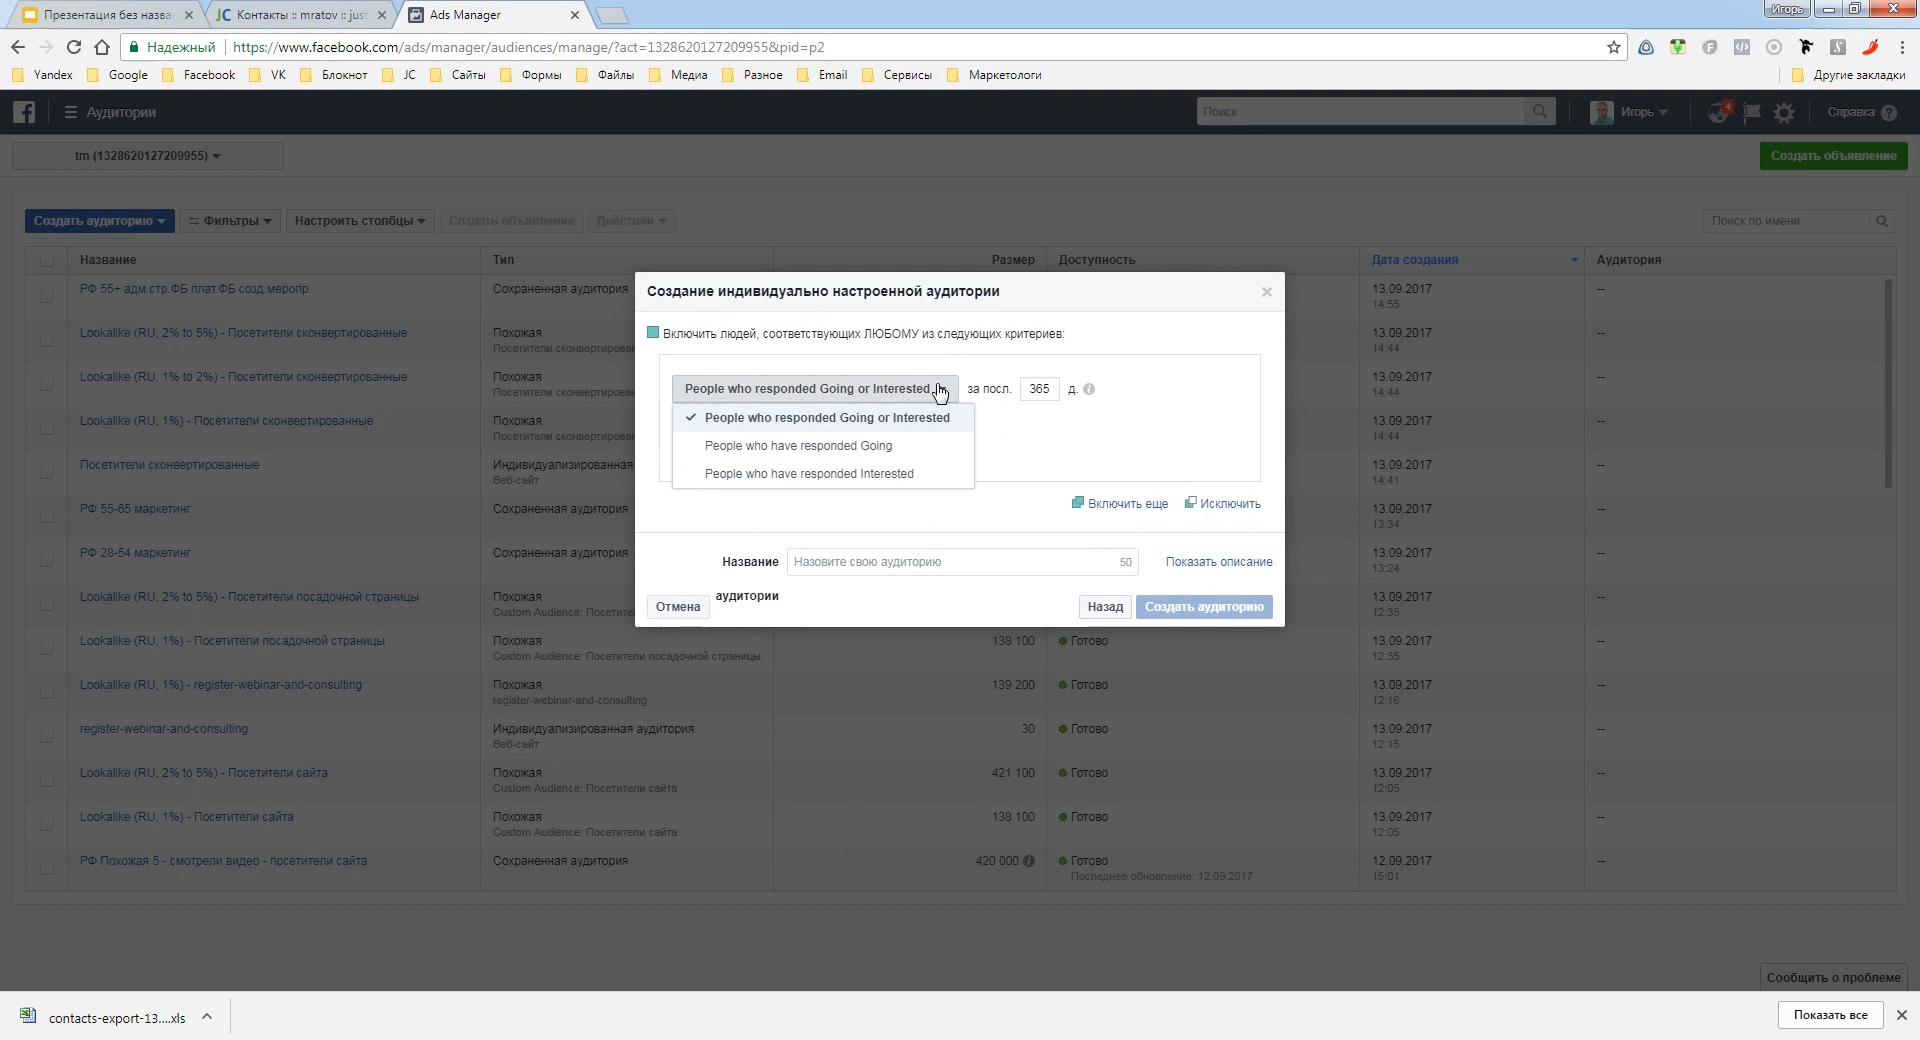 Презентация без назва
JC Контакты :: mratov :: just
Ads Manager
Игорь
Надежный
https://www.facebook.com/ads/manager/audiences/manage/?act=1328620127209955&pid=p2
Yandex Google Facebook VK Блокнот JC Сайты Формы Файлы Медиа Разное Email Сервисы Маркетологи Другие закладки
Аудитории Поиск Игорь 4 Справка
tm (1328620127209955) Создать объявление
Создать аудиторию Фильтры Настроить столбцы Создать объявление Действия Поиск по имени
Название Тип Размер Доступность Дата создания Аудитория
РФ 55+ адм.стр.ФБ плат.ФБ созд.меропр. Сохраненная аудитория 13.09.2017 --
14:55
Lookalike (RU, 2% to 5%) - Посетители сконвертированные Похожая 13.09.2017 --
Посетители сконвертирован 14:44
Lookalike (RU, 1% to 2%) - Посетители сконвертированные Похожая 13.09.2017 --
Посетители сконвертирован 14:44
Lookalike (RU, 1%) - Посетители сконвертированные Похожая 13.09.2017 --
Посетители сконвертирован 14:44
Посетители сконвертированные Индивидуализированная 13.09.2017 --
Веб-сайт 14:41
РФ 55-65 маркетинг Сохраненная аудитория 13.09.2017 --
13:34
РФ 28-54 маркетинг Сохраненная аудитория 13.09.2017 --
13:24
Lookalike (RU, 2% to 5%) - Посетители посадочной страницы Похожая 13.09.2017 --
Custom Audience: Посетите 12:35
Lookalike (RU, 1%) - Посетители посадочной страницы Похожая 138 100 Готово 13.09.2017 --
Custom Audience: Посетители посадочной страницы 12:35
Lookalike (RU, 1%) - register-webinar-and-consulting Похожая 139 200 Готово 13.09.2017 --
register-webinar-and-consulting 12:16
register-webinar-and-consulting Индивидуализированная аудитория 30 Готово 13.09.2017 --
Веб-сайт 12:15
Lookalike (RU, 2% to 5%) - Посетители сайта Похожая 421 100 Готово 13.09.2017 --
Custom Audience: Посетители сайта 12:05
Lookalike (RU, 1%) - Посетители сайта Похожая 138 100 Готово 13.09.2017 --
Custom Audience: Посетители сайта 12:05
РФ Похожая 5 - смотрели видео - посетители сайта Сохраненная аудитория 420 000 Готово 12.09.2017 --
Последнее обновление: 12.09.2017 15:01
Создание индивидуально настроенной аудитории
Включить людей, соответствующих ЛЮБОМУ из следующих критериев:
People who responded Going or Interested за посл. 365 д.
People who responded Going or Interested
People who have responded Going
People who have responded Interested
Включить еще Исключить
Название Назовите свою аудиторию 50 Показать описание
аудитории
Отмена Назад Создать аудиторию
Сообщить о проблеме
contacts-export-13....xls Показать все